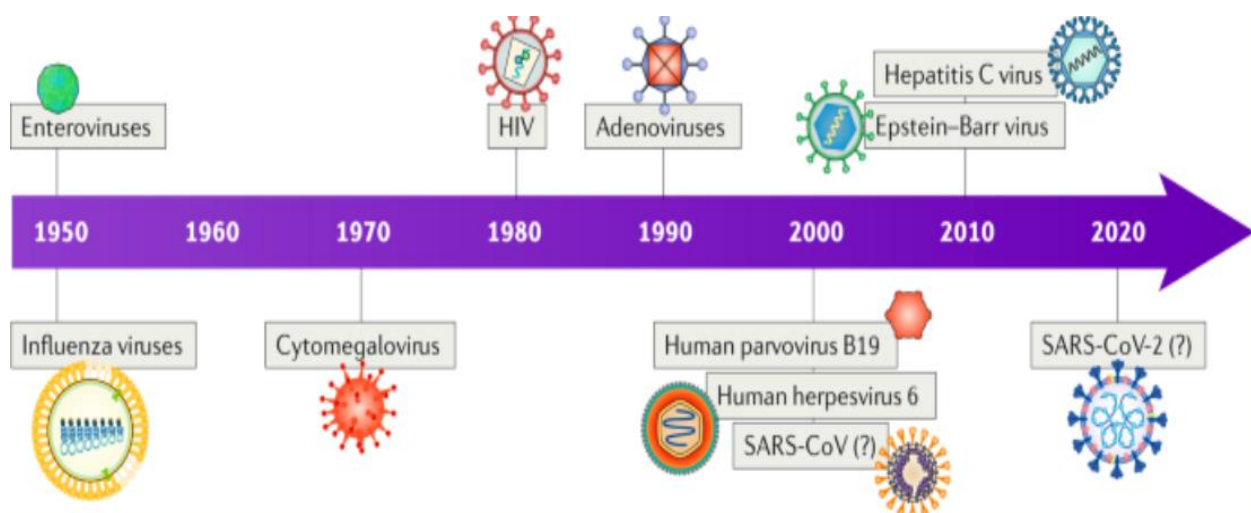 Hepatitis C virus
Enteroviruses
HIV
Adenoviruses
Epstein–Barr virus
1950
1960
1970
1980
1990
2000
2010
2020
Influenza viruses
Cytomegalovirus
Human parvovirus B19
SARS-CoV-2 (?)
Human herpesvirus 6
SARS-CoV (?)